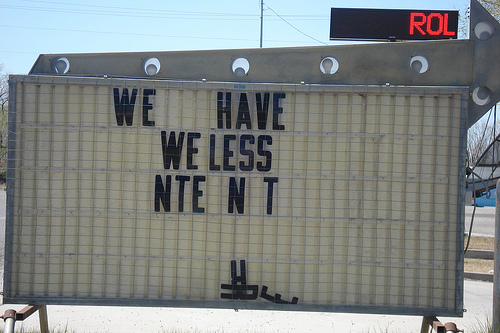 ROL
WE HAVE
WE LESS
NTE N T